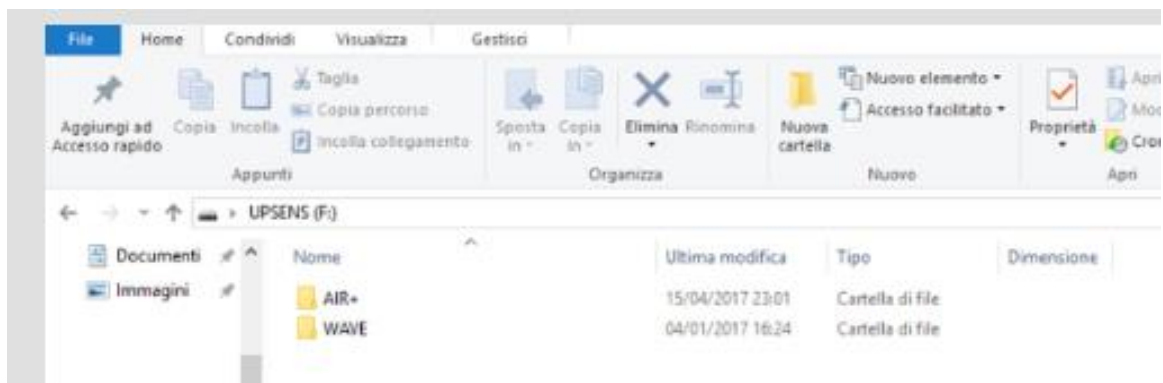 File Home Condividi Visualizza Gestisci
Taglia Nuovo elemento Apri
Copia percorso Accesso facilitato
Aggiungi ad Copia Incolla Incolla collegamento Sposta Copia Elimina Rinomina Nuova Proprietà
Accesso rapido in in cartella
Appunti Organizza Nuovo Apri
UPSENS (F:)
Documenti Nome Ultima modifica Tipo Dimensione
Immagini AIR+ 15/04/2017 23:01 Cartella di file
WAVE 04/01/2017 16:24 Cartella di file